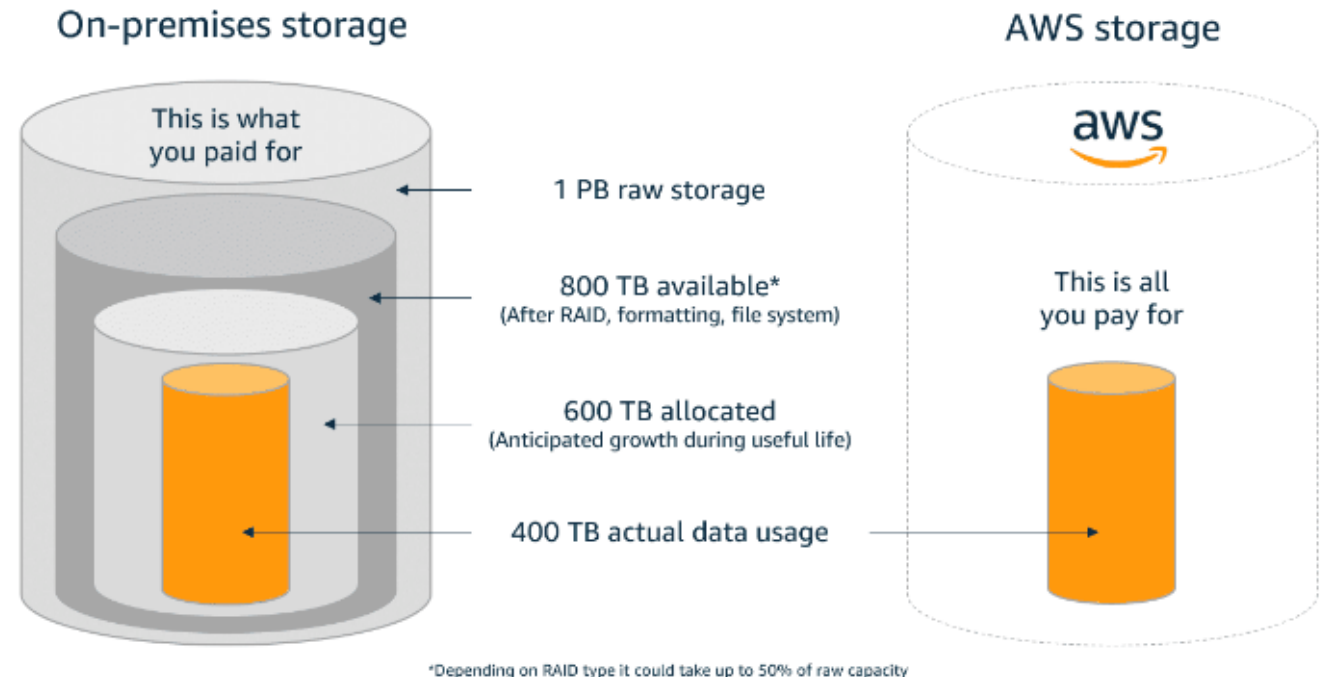 On-premises storage
AWS storage
This is what
you paid for
aws
1 PB raw storage
800 TB available*
(After RAID, formatting, file system)
This is all
you pay for
600 TB allocated
(Anticipated growth during useful life)
400 TB actual data usage
*Depending on RAID type it could take up to 50% of raw capacity